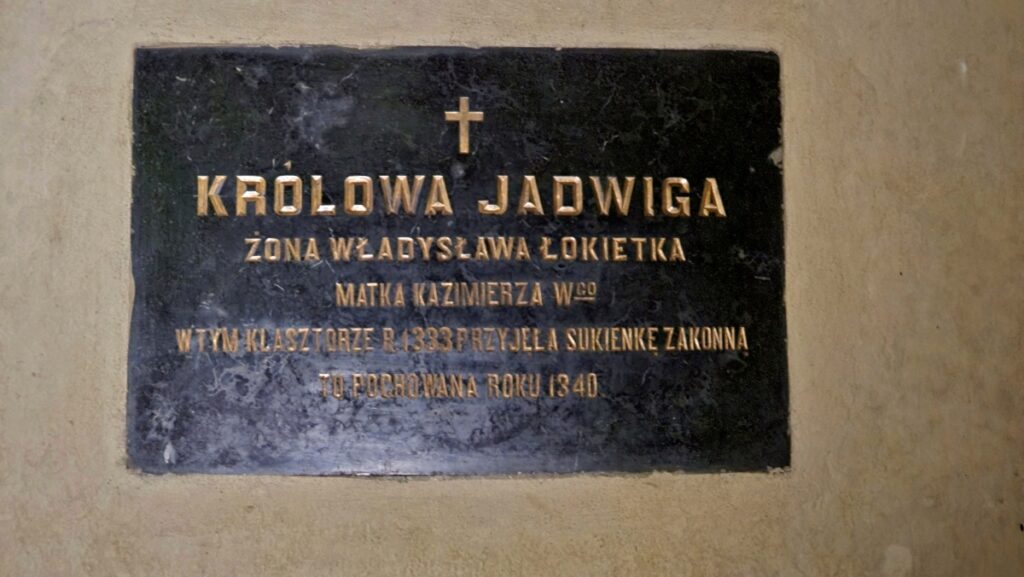 KRÓLOWA JADWIGA
ŻONA WŁADYSŁAWA ŁOKIETKA
MATKA KAZIMIERZA Wᴳᴼ
W TYM KLASZTORZE R. 1333 PRZYJĘŁA SUKIENKĘ ZAKONNĄ
TU POCHOWANA ROKU 1340.